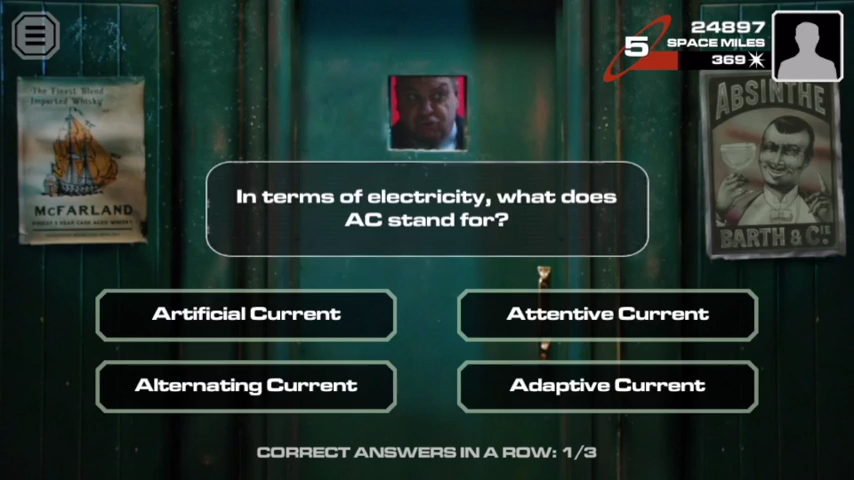 24897
5
SPACE MILES
369
The Finest Blend
Imported Whisky
McFARLAND
ABSINTHE
BARTH & CIE.
In terms of electricity, what does
AC stand for?
Artificial Current
Attentive Current
Alternating Current
Adaptive Current
CORRECT ANSWERS IN A ROW: 1/3